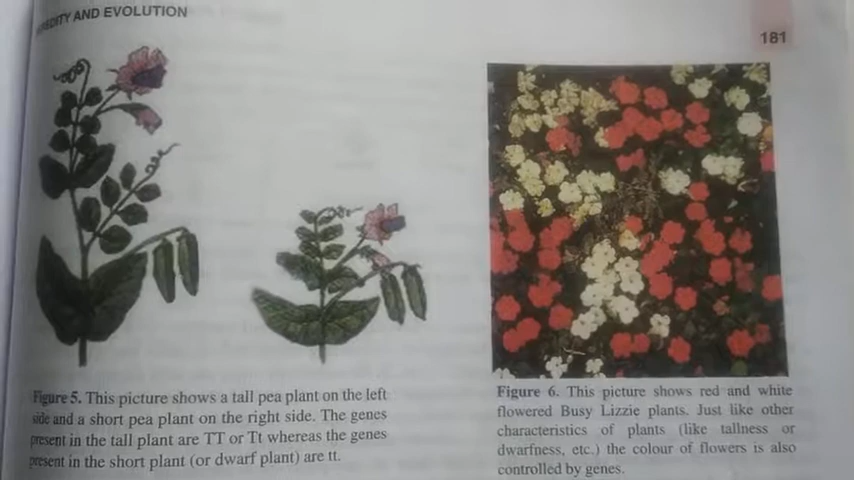 EDITY AND EVOLUTION
181
Figure 5. This picture shows a tall pea plant on the left
side and a short pea plant on the right side. The genes
present in the tall plant are TT or Tt whereas the genes
present in the short plant (or dwarf plant) are tt.
Figure 6. This picture shows red and white
flowered Busy Lizzie plants. Just like other
characteristics of plants (like tallness or
dwarfness, etc.) the colour of flowers is also
controlled by genes.